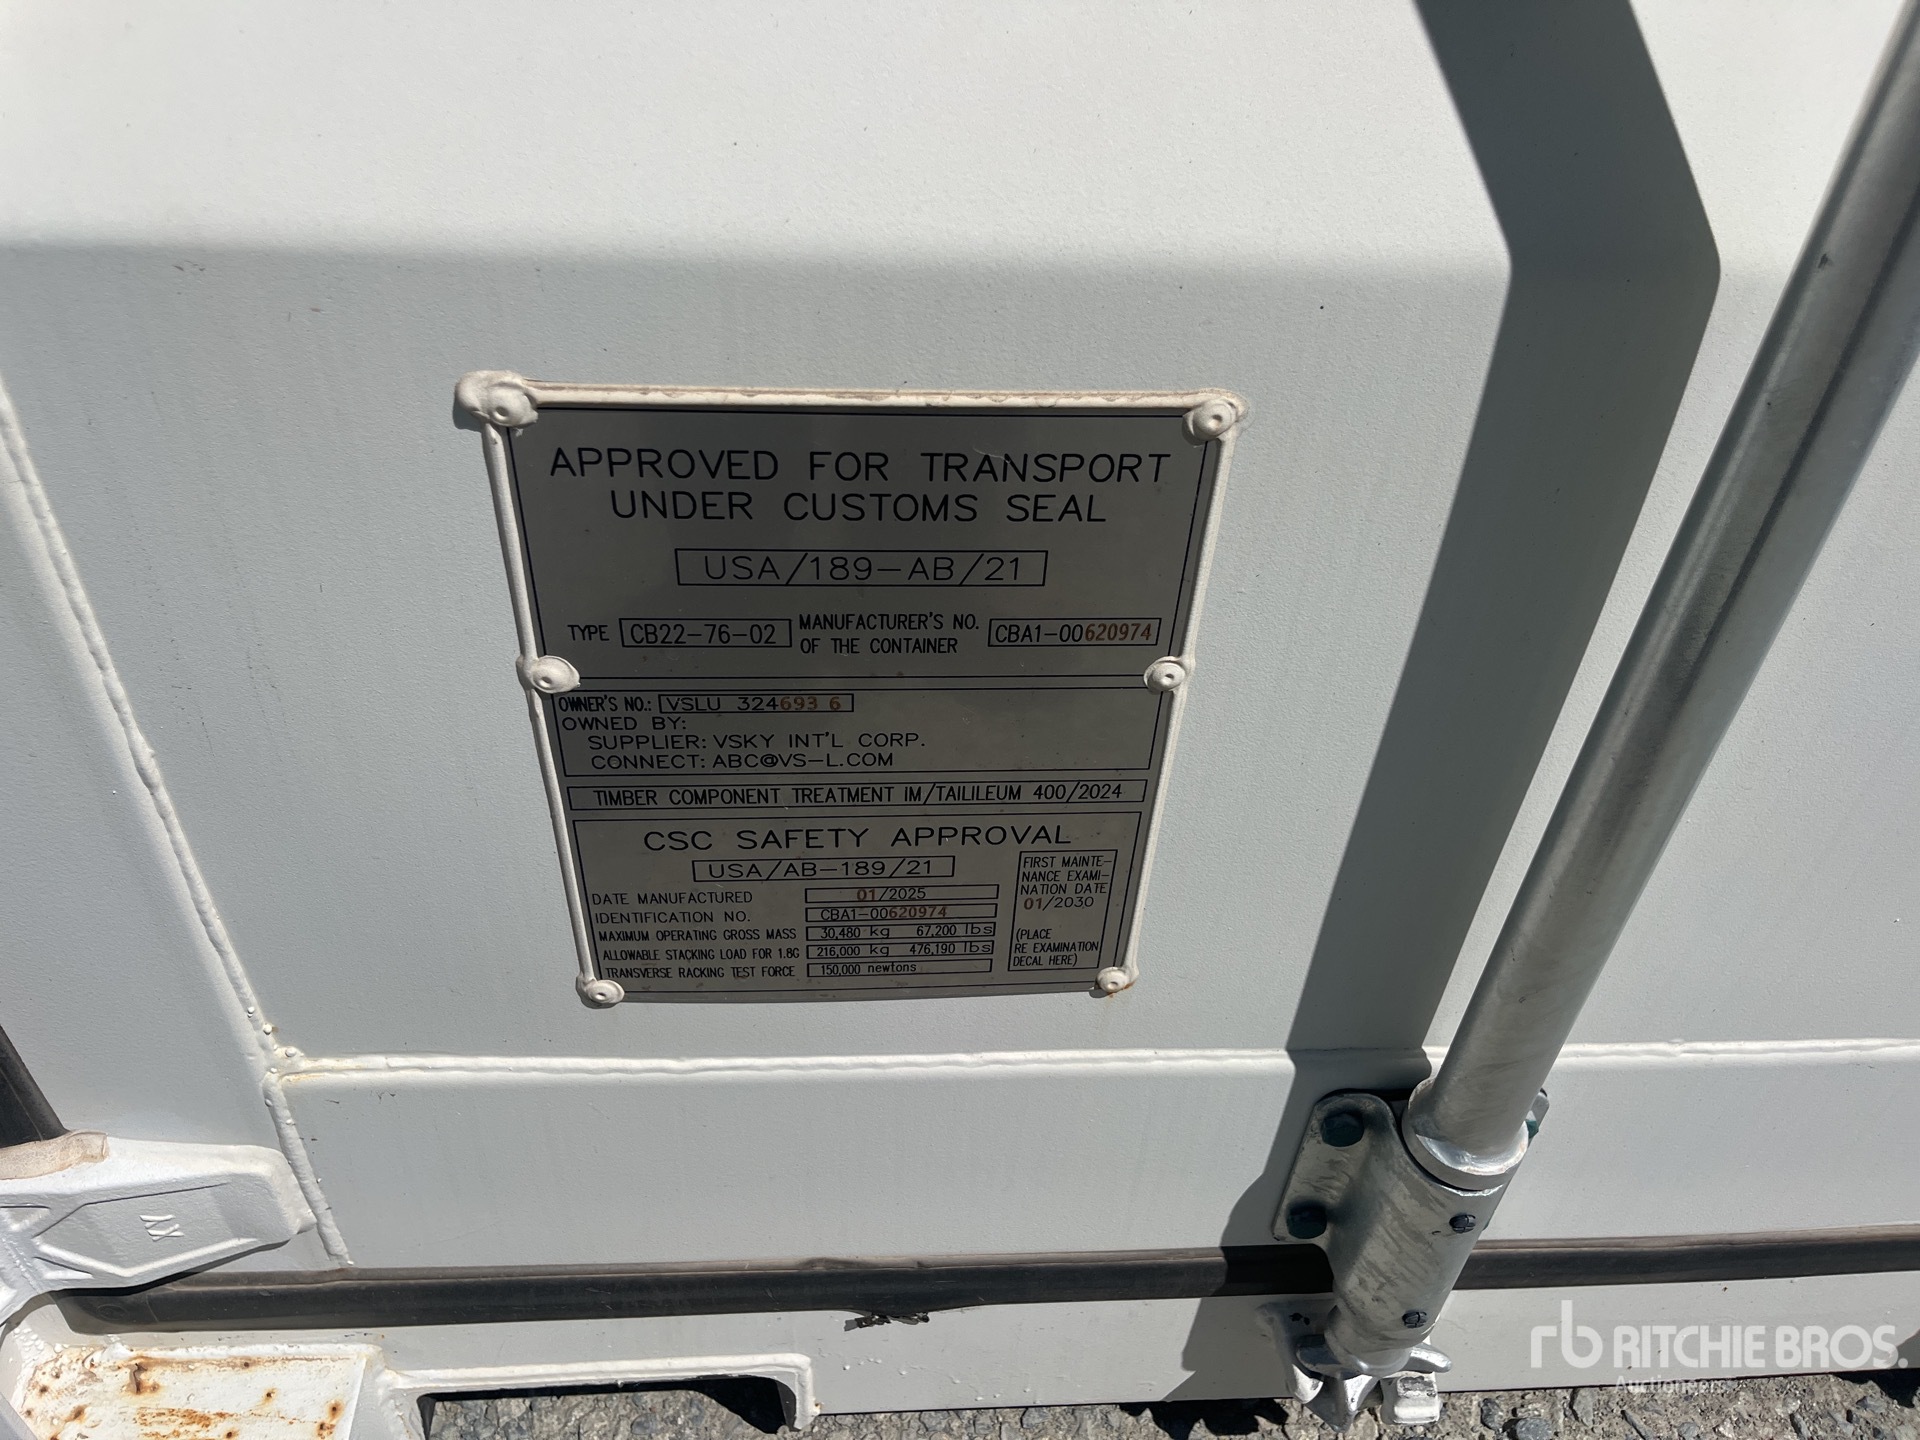 APPROVED FOR TRANSPORT
UNDER CUSTOMS SEAL
USA/189-AB/21
TYPE CB22-76-02 MANUFACTURER'S NO. OF THE CONTAINER CBA1-00620974
OWNER'S NO.: VSLU 324693 6
OWNED BY:
SUPPLIER: VSKY INT'L CORP.
CONNECT: ABC@VS-L.COM
TIMBER COMPONENT TREATMENT IM/TAILILEUM 400/2024
CSC SAFETY APPROVAL
USA/AB-189/21
DATE MANUFACTURED 01/2025
IDENTIFICATION NO. CBA1-00620974
MAXIMUM OPERATING GROSS MASS 30,480 kg 67,200 lbs
ALLOWABLE STACKING LOAD FOR 1.8G 216,000 kg 476,190 lbs
TRANSVERSE RACKING TEST FORCE 150,000 newtons
FIRST MAINTE-
NANCE EXAMI-
NATION DATE
01/2030
(PLACE
RE EXAMINATION
DECAL HERE)
rb RITCHIE BROS.
Auctioneers